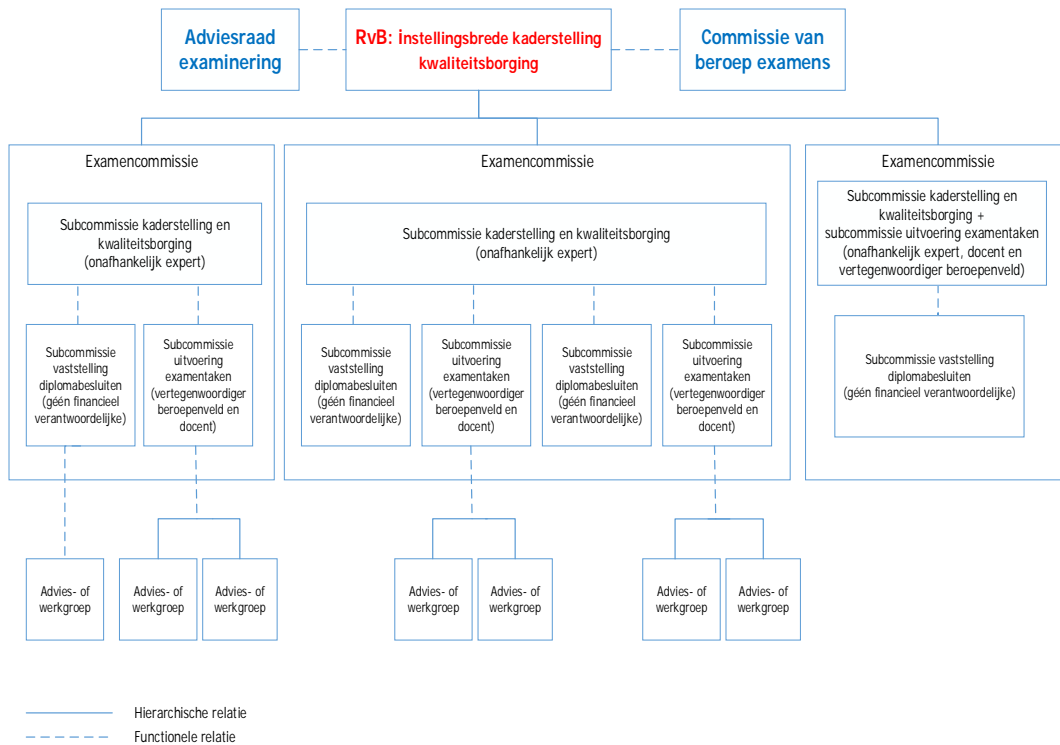 Adviesraad
examinering
RvB: instellingsbrede kaderstelling
kwaliteitsborging
Commissie van
beroep examens
Examencommissie
Subcommissie kaderstelling en
kwaliteitsborging
(onafhankelijk expert)
Subcommissie
vaststelling
diplomabesluiten
(géén financieel
verantwoordelijke)
Subcommissie
uitvoering
examentaken
(vertegenwoordiger
beroepenveld en
docent)
Examencommissie
Subcommissie kaderstelling en kwaliteitsborging
(onafhankelijk expert)
Subcommissie
vaststelling
diplomabesluiten
(géén financieel
verantwoordelijke)
Subcommissie
uitvoering
examentaken
(vertegenwoordiger
beroepenveld en
docent)
Subcommissie
vaststelling
diplomabesluiten
(géén financieel
verantwoordelijke)
Subcommissie
uitvoering
examentaken
(vertegenwoordiger
beroepenveld en
docent)
Examencommissie
Subcommissie kaderstelling en
kwaliteitsborging +
subcommissie uitvoering examentaken
(onafhankelijk expert, docent en
vertegenwoordiger beroepenveld)
Subcommissie vaststelling
diplomabesluiten
(géén financieel verantwoordelijke)
Advies- of
werkgroep
Advies- of
werkgroep
Advies- of
werkgroep
Advies- of
werkgroep
Advies- of
werkgroep
Advies- of
werkgroep
Advies- of
werkgroep
Hierarchische relatie
Functionele relatie